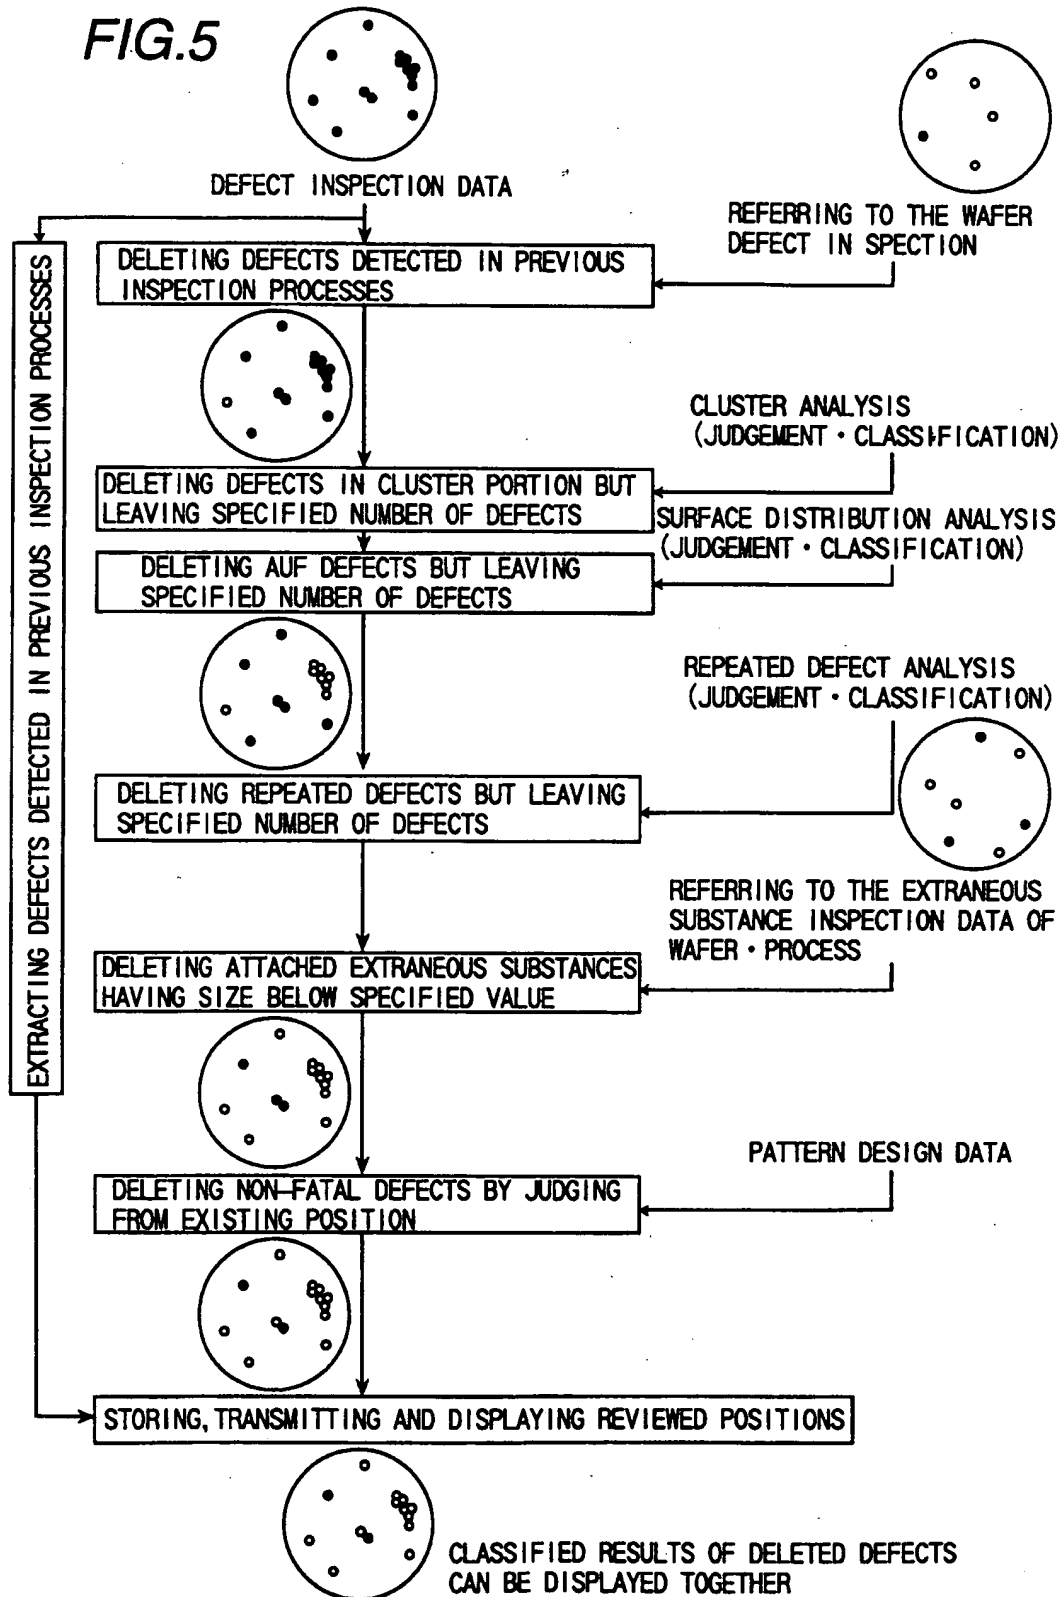 FIG.5
DEFECT INSPECTION DATA
REFERRING TO THE WAFER
DEFECT IN SPECTION
EXTRACTING DEFECTS DETECTED IN PREVIOUS INSPECTION PROCESSES
DELETING DEFECTS DETECTED IN PREVIOUS
INSPECTION PROCESSES
CLUSTER ANALYSIS
(JUDGEMENT・CLASSIFICATION)
DELETING DEFECTS IN CLUSTER PORTION BUT
LEAVING SPECIFIED NUMBER OF DEFECTS
SURFACE DISTRIBUTION ANALYSIS
(JUDGEMENT・CLASSIFICATION)
DELETING AUF DEFECTS BUT LEAVING
SPECIFIED NUMBER OF DEFECTS
REPEATED DEFECT ANALYSIS
(JUDGEMENT・CLASSIFICATION)
DELETING REPEATED DEFECTS BUT LEAVING
SPECIFIED NUMBER OF DEFECTS
REFERRING TO THE EXTRANEOUS
SUBSTANCE INSPECTION DATA OF
WAFER・PROCESS
DELETING ATTACHED EXTRANEOUS SUBSTANCES
HAVING SIZE BELOW SPECIFIED VALUE
PATTERN DESIGN DATA
DELETING NON-FATAL DEFECTS BY JUDGING
FROM EXISTING POSITION
STORING, TRANSMITTING AND DISPLAYING REVIEWED POSITIONS
CLASSIFIED RESULTS OF DELETED DEFECTS
CAN BE DISPLAYED TOGETHER